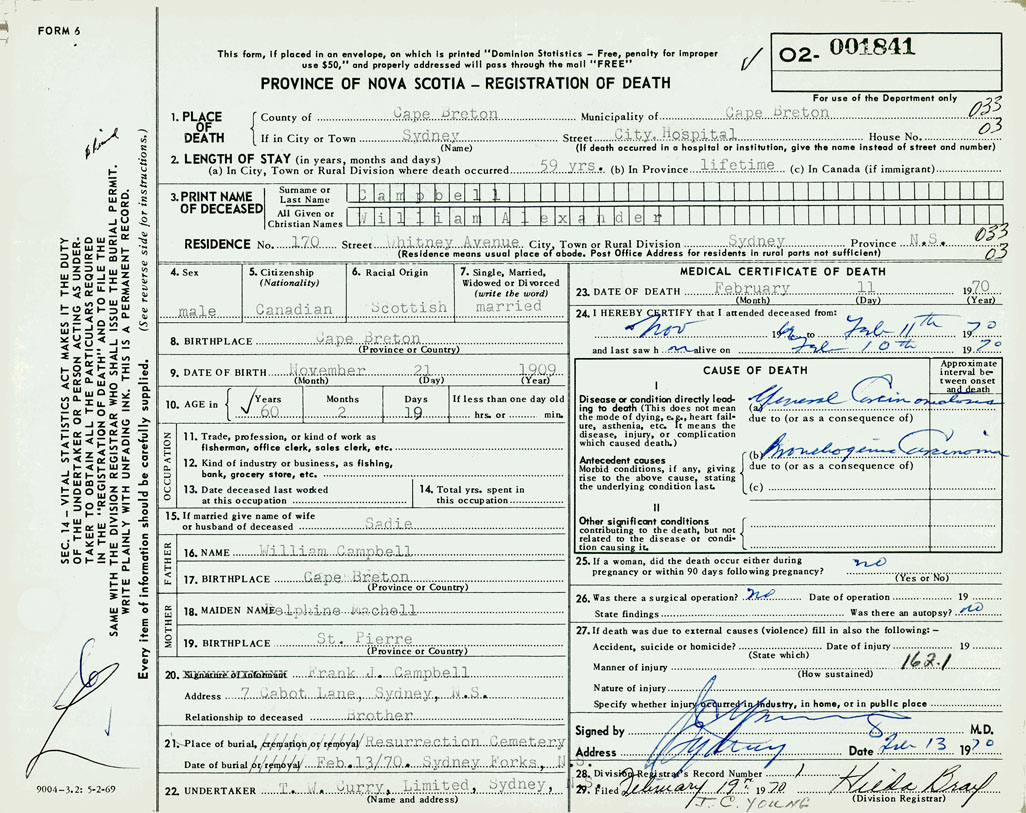 FORM 6
This form, if placed in an envelope, on which is printed "Dominion Statistics – Free, penalty for improper
use $50," and properly addressed will pass through the mail "FREE"
✓
O2- 001841
PROVINCE OF NOVA SCOTIA – REGISTRATION OF DEATH
For use of the Department only
SEC. 14 – VITAL STATISTICS ACT MAKES IT THE DUTY
OF THE UNDERTAKER OR PERSON ACTING AS UNDER-
TAKER TO OBTAIN ALL THE PARTICULARS REQUIRED
IN THE "REGISTRATION OF DEATH" AND TO FILE THE
SAME WITH THE DIVISION REGISTRAR WHO SHALL ISSUE THE BURIAL PERMIT.
WRITE PLAINLY WITH UNFADING INK. THIS IS A PERMANENT RECORD.
Every item of information should be carefully supplied. (See reverse side for instructions.)
1. PLACE OF DEATH
County of Cape Breton Municipality of Cape Breton 033
If in City or Town Sydney Street City Hospital House No. 03
(Name) (If death occurred in a hospital or institution, give the name instead of street and number)
2. LENGTH OF STAY (in years, months and days)
(a) In City, Town or Rural Division where death occurred 59 yrs. (b) In Province lifetime (c) In Canada (if immigrant)
3. PRINT NAME OF DECEASED
Surname or Last Name Campbell
All Given or Christian Names William Alexander
RESIDENCE No. 170 Street Whitney Avenue City, Town or Rural Division Sydney Province N.S. 033
(Residence means usual place of abode. Post Office Address for residents in rural parts not sufficient) 03
4. Sex
male
5. Citizenship
(Nationality)
Canadian
6. Racial Origin
Scottish
7. Single, Married,
Widowed or Divorced
(write the word)
married
8. BIRTHPLACE Cape Breton
(Province or Country)
9. DATE OF BIRTH November 21 1909
(Month) (Day) (Year)
10. AGE in
Years Months Days If less than one day old
✓ 60 2 19 hrs. or min.
OCCUPATION
11. Trade, profession, or kind of work as
fisherman, office clerk, sales clerk, etc.
12. Kind of industry or business, as fishing,
bank, grocery store, etc.
13. Date deceased last worked
at this occupation
14. Total yrs. spent in
this occupation
15. If married give name of wife
or husband of deceased Sadie
FATHER
16. NAME William Campbell
17. BIRTHPLACE Cape Breton
(Province or Country)
MOTHER
18. MAIDEN NAME Delphine Machell
19. BIRTHPLACE St. Pierre
(Province or Country)
20. Signature of Informant Frank J. Campbell
Address 7 Cabot Lane, Sydney, N.S.
Relationship to deceased Brother
21. Place of burial, cremation or removal Resurrection Cemetery
Date of burial or removal Feb.13/70. Sydney Forks, N.S.
22. UNDERTAKER T. W. Curry, Limited, Sydney, N.S.
(Name and address)
9004-3.2: 5-2-69
MEDICAL CERTIFICATE OF DEATH
23. DATE OF DEATH February 11 1970
(Month) (Day) (Year)
24. I HEREBY CERTIFY that I attended deceased from:
Nov 19 to Feb 11th 1970
and last saw h m alive on Feb 10th 1970
CAUSE OF DEATH
Approximate
interval be-
tween onset
and death
I
Disease or condition directly lead-
ing to death (This does not mean
the mode of dying, e.g., heart fail-
ure, asthenia, etc. It means the
disease, injury, or complication
which caused death.)
(a) General Carcinomatosis
due to (or as a consequence of)
Antecedent causes
Morbid conditions, if any, giving
rise to the above cause, stating
the underlying condition last.
(b) Bronchogenic Carcinoma
due to (or as a consequence of)
(c)
II
Other significant conditions
contributing to the death, but not
related to the disease or condi-
tion causing it.
25. If a woman, did the death occur either during
pregnancy or within 90 days following pregnancy? no
(Yes or No)
26. Was there a surgical operation? no Date of operation 19
State findings Was there an autopsy? no
27. If death was due to external causes (violence) fill in also the following: –
Accident, suicide or homicide? Date of injury 19
(State which)
Manner of injury 162.1
(How sustained)
Nature of injury
Specify whether injury occurred in industry, in home, or in public place
Signed by M.D.
Address Sydney Date Feb 13 1970
28. Division Registrar's Record Number 1
29. Filed February 19th 1970 Hilda Bray
J. C. YOUNG (Division Registrar)